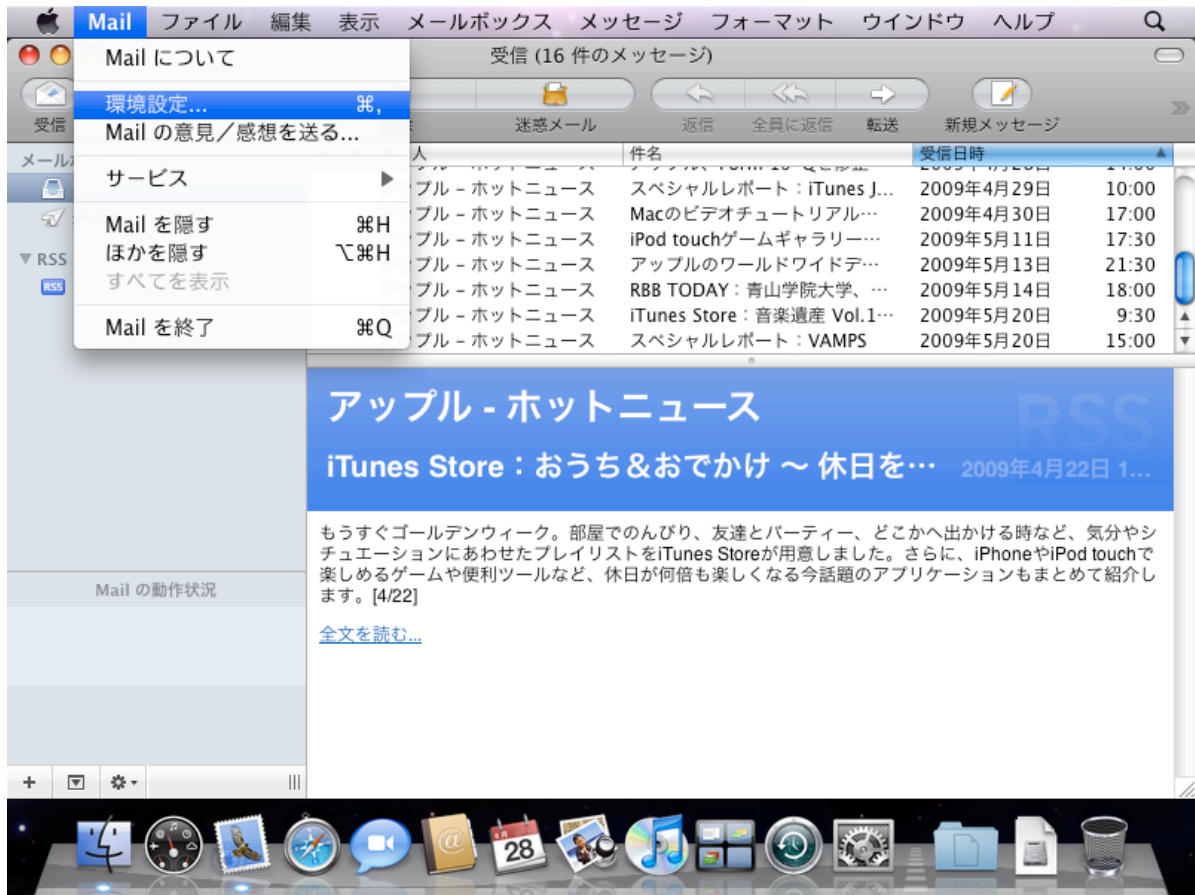 Mail ファイル 編集 表示 メールボックス メッセージ フォーマット ウインドウ ヘルプ
受信 (16 件のメッセージ)
Mail について
環境設定... ⌘,
Mail の意見／感想を送る...
サービス ▶
Mail を隠す ⌘H
ほかを隠す ⌥⌘H
すべてを表示
Mail を終了 ⌘Q
受信 迷惑メール 返信 全員に返信 転送 新規メッセージ
人 件名 受信日時
プル – ホットニュース スペシャルレポート：iTunes J... 2009年4月29日 10:00
プル – ホットニュース Macのビデオチュートリアル… 2009年4月30日 17:00
プル – ホットニュース iPod touchゲームギャラリー… 2009年5月11日 17:30
プル – ホットニュース アップルのワールドワイドデ… 2009年5月13日 21:30
プル – ホットニュース RBB TODAY：青山学院大学、… 2009年5月14日 18:00
プル – ホットニュース iTunes Store：音楽遺産 Vol.1… 2009年5月20日 9:30
プル – ホットニュース スペシャルレポート：VAMPS 2009年5月20日 15:00
メール
▼ RSS
RSS
アップル - ホットニュース
RSS
iTunes Store：おうち＆おでかけ ～ 休日を… 2009年4月22日 1...
もうすぐゴールデンウィーク。部屋でのんびり、友達とパーティー、どこかへ出かける時など、気分やシ
チュエーションにあわせたプレイリストをiTunes Storeが用意しました。さらに、iPhoneやiPod touchで
楽しめるゲームや便利ツールなど、休日が何倍も楽しくなる今話題のアプリケーションもまとめて紹介し
ます。[4/22]
全文を読む...
Mail の動作状況
28